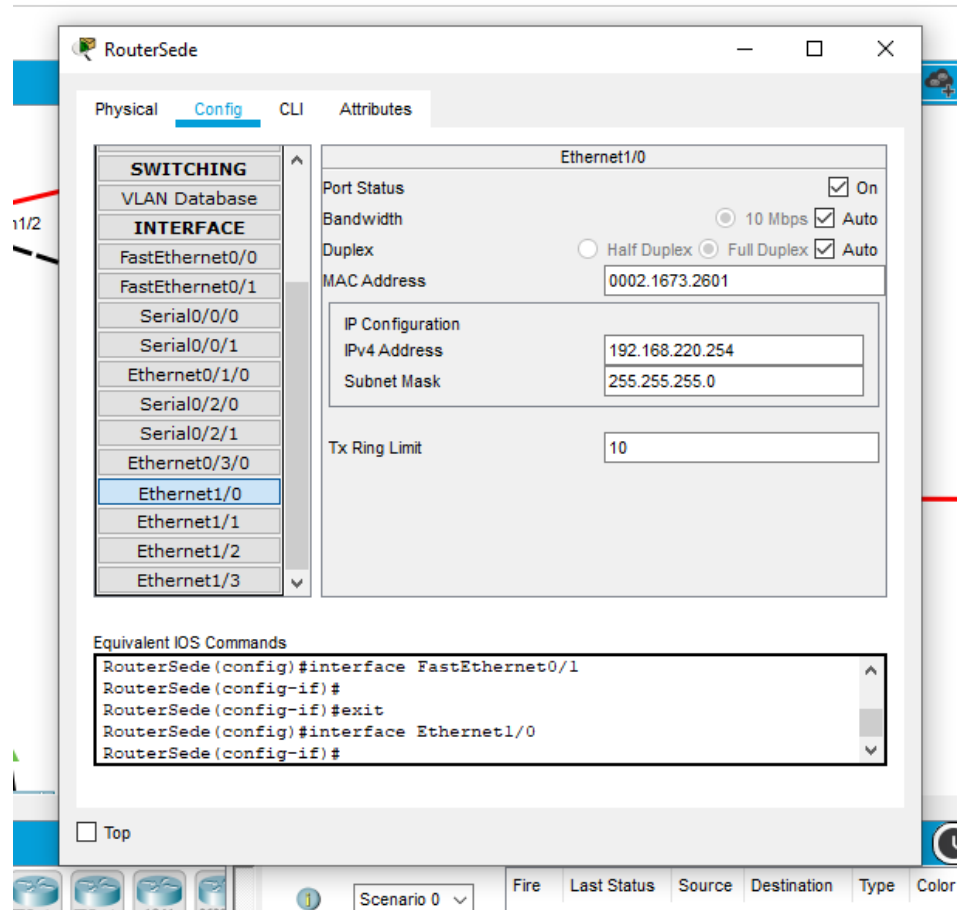 RouterSede
Physical Config CLI Attributes
SWITCHING
VLAN Database
INTERFACE
FastEthernet0/0
FastEthernet0/1
Serial0/0/0
Serial0/0/1
Ethernet0/1/0
Serial0/2/0
Serial0/2/1
Ethernet0/3/0
Ethernet1/0
Ethernet1/1
Ethernet1/2
Ethernet1/3
Ethernet1/0
Port Status On
Bandwidth 10 Mbps Auto
Duplex Half Duplex Full Duplex Auto
MAC Address 0002.1673.2601
IP Configuration
IPv4 Address 192.168.220.254
Subnet Mask 255.255.255.0
Tx Ring Limit 10
Equivalent IOS Commands
RouterSede(config)#interface FastEthernet0/1
RouterSede(config-if)#
RouterSede(config-if)#exit
RouterSede(config)#interface Ethernet1/0
RouterSede(config-if)#
Top
1/2
Scenario 0
Fire Last Status Source Destination Type Color